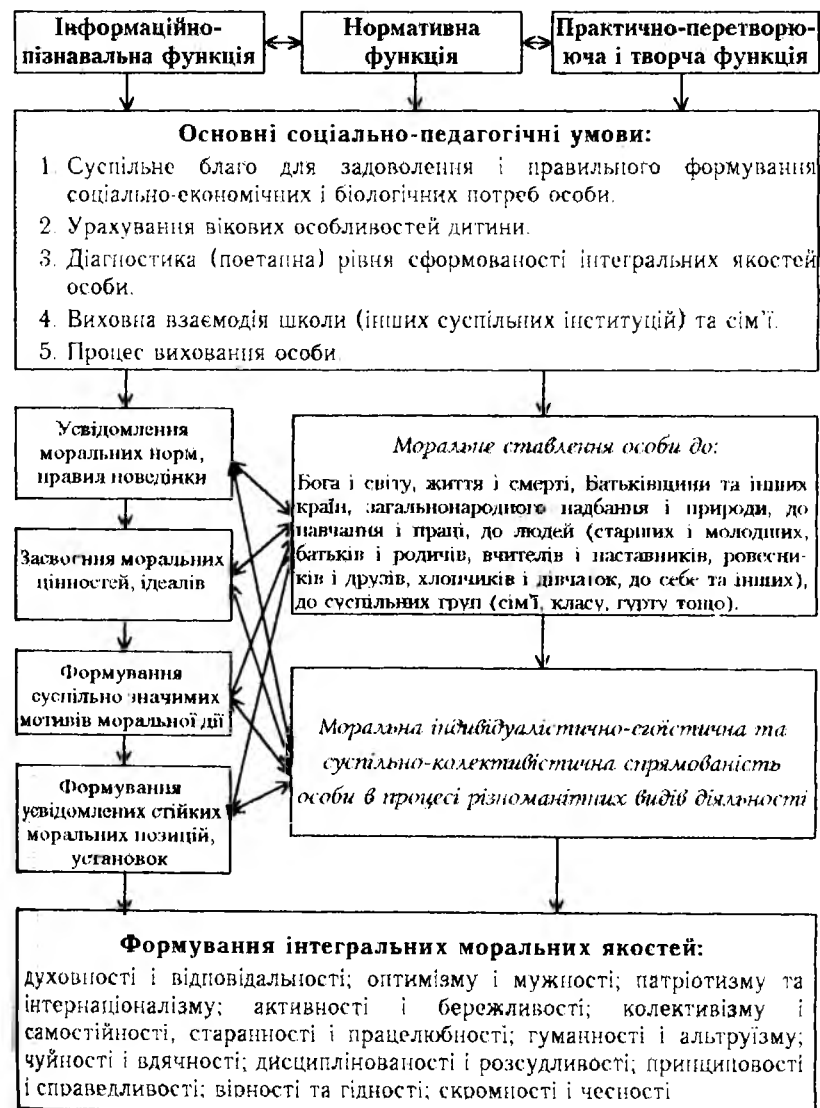 Інформаційно-
пізнавальна функція
Нормативна
функція
Практично-перетворю-
юча і творча функція
Основні соціально-педагогічні умови:
1. Суспільне благо для задоволення і правильного формування
соціально-економічних і біологічних потреб особи.
2. Урахування вікових особливостей дитини.
3. Діагностика (поетапна) рівня сформованості інтегральних якостей
особи.
4. Виховна взаємодія школи (інших суспільних інституцій) та сім'ї.
5. Процес виховання особи
Усвідомлення
моральних норм,
правил поведінки
Засвоєння моральних
цінностей, ідеалів
Формування
суспільно значимих
мотивів моральної дії
Формування
усвідомлених стійких
моральних позицій,
установок
Моральне ставлення особи до:
Бога і світу, життя і смерті, Батьківщини та інших
країн, загальнонародного надбання і природи, до
навчання і праці, до людей (старших і молодших,
батьків і родичів, вчителів і наставників, ровесни-
ків і друзів, хлопчиків і дівчаток, до себе та інших),
до суспільних груп (сім'ї, класу, гурту тощо).
Моральна індивідуалістично-егоїстична та
суспільно-колективістична спрямованість
особи в процесі різноманітних видів діяльності
Формування інтегральних моральних якостей:
духовності і відповідальності; оптимізму і мужності; патріотизму та
інтернаціоналізму; активності і бережливості; колективізму і
самостійності, старанності і працелюбності; гуманності і альтруїзму;
чуйності і вдячності; дисциплінованості і розсудливості; принциповості
і справедливості; вірності та гідності; скромності і чесності